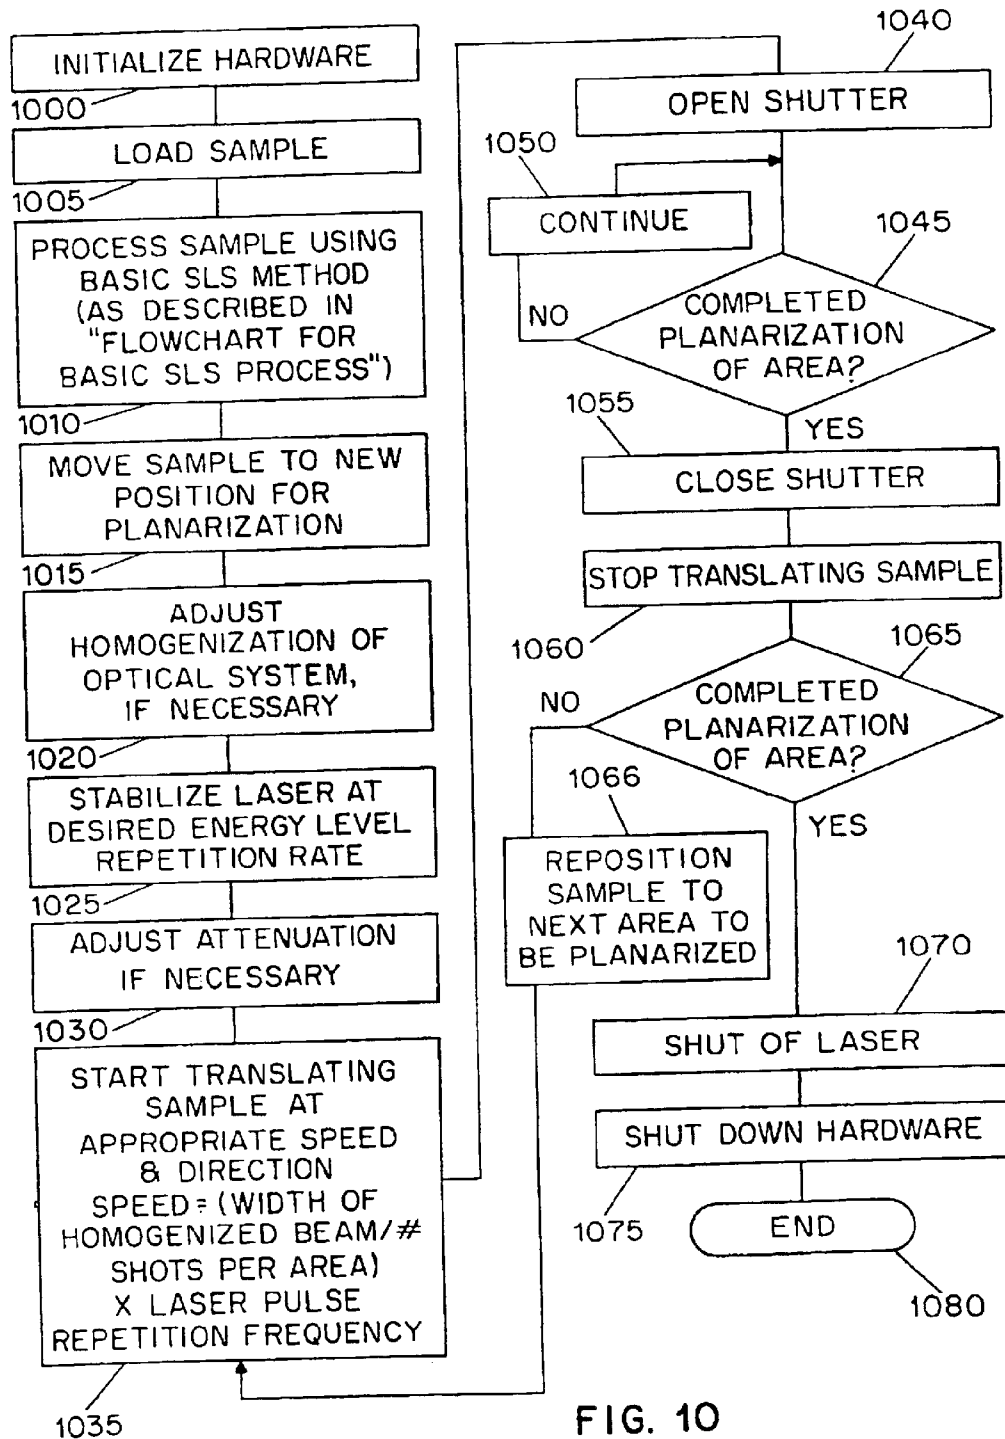 INITIALIZE HARDWARE
1000
LOAD SAMPLE
1005
PROCESS SAMPLE USING
BASIC SLS METHOD
(AS DESCRIBED IN
"FLOWCHART FOR
BASIC SLS PROCESS")
1010
MOVE SAMPLE TO NEW
POSITION FOR
PLANARIZATION
1015
ADJUST
HOMOGENIZATION OF
OPTICAL SYSTEM,
IF NECESSARY
1020
STABILIZE LASER AT
DESIRED ENERGY LEVEL
REPETITION RATE
1025
ADJUST ATTENUATION
IF NECESSARY
1030
START TRANSLATING
SAMPLE AT
APPROPRIATE SPEED
& DIRECTION
SPEED = (WIDTH OF
HOMOGENIZED BEAM/#
SHOTS PER AREA)
X LASER PULSE
REPETITION FREQUENCY
1035
1040
OPEN SHUTTER
1050
CONTINUE
1045
NO
COMPLETED
PLANARIZATION
OF AREA?
YES
1055
CLOSE SHUTTER
STOP TRANSLATING SAMPLE
1060
1065
NO
COMPLETED
PLANARIZATION
OF AREA?
YES
1066
REPOSITION
SAMPLE TO
NEXT AREA TO
BE PLANARIZED
1070
SHUT OF LASER
SHUT DOWN HARDWARE
1075
END
1080
FIG. 10